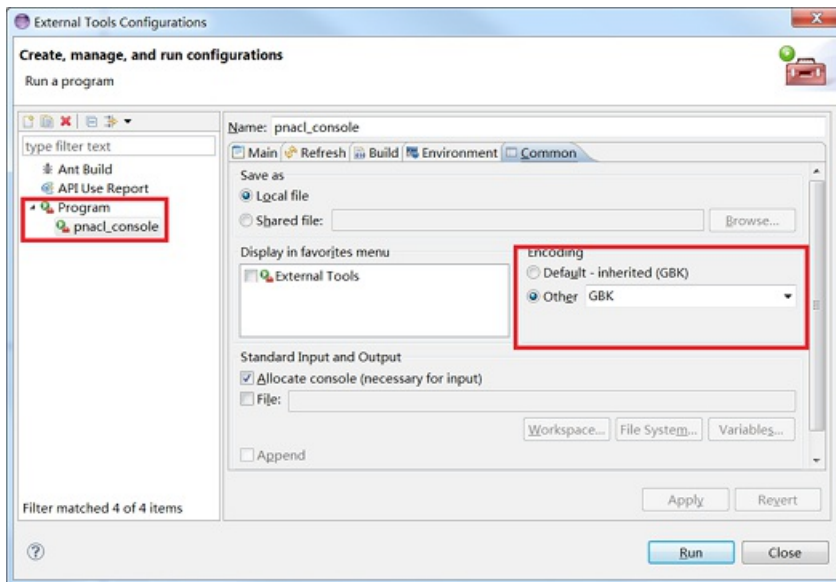 External Tools Configurations
Create, manage, and run configurations
Run a program
type filter text
Ant Build
API Use Report
Program
pnacl_console
Filter matched 4 of 4 items
Name: pnacl_console
Main Refresh Build Environment Common
Save as
Local file
Shared file: Browse...
Display in favorites menu
External Tools
Encoding
Default - inherited (GBK)
Other GBK
Standard Input and Output
Allocate console (necessary for input)
File:
Workspace... File System... Variables...
Append
Apply Revert
? Run Close